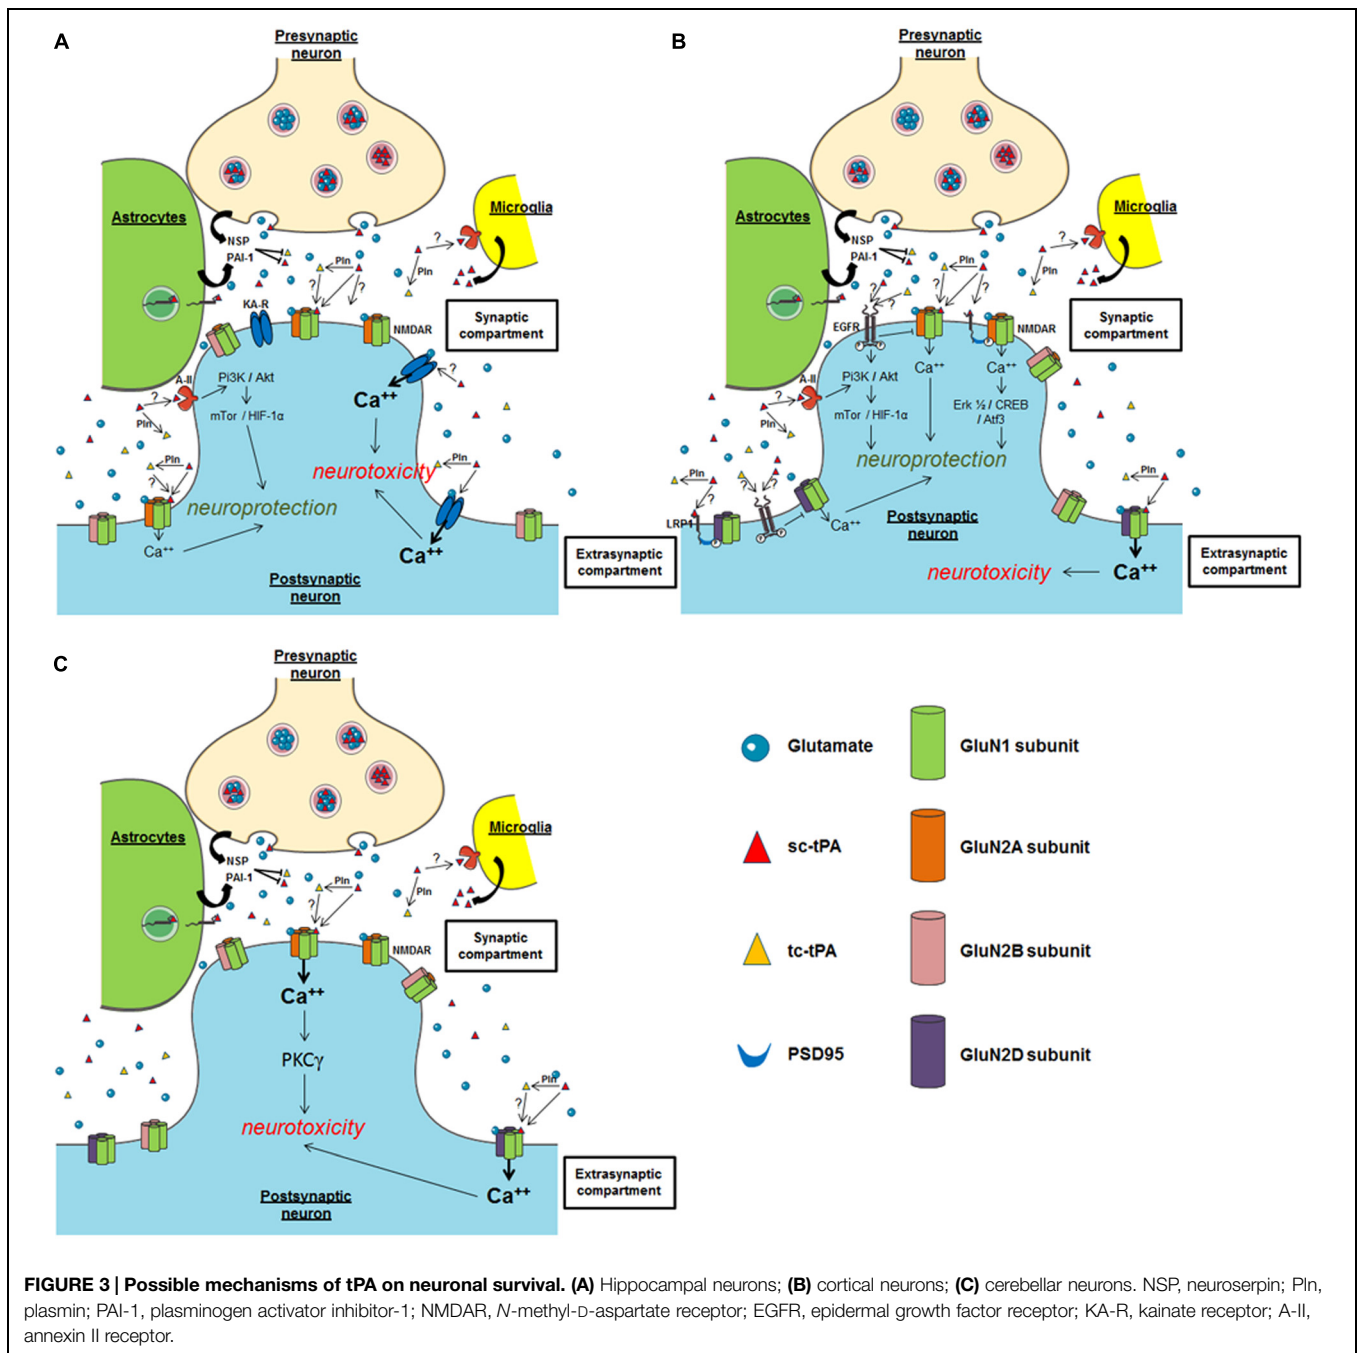 A
Presynaptic
neuron
Astrocytes
Microglia
NSP
PAI-1
Pln
?
?
?
?
Pln
KA-R
NMDAR
Synaptic
compartment
A-II
?
Pln
Pi3K / Akt
mTor / HIF-1α
Ca++
?
neurotoxicity
Pln
Pln
?
neuroprotection
Ca++
Ca++
Postsynaptic
neuron
Extrasynaptic
compartment
B
Presynaptic
neuron
Astrocytes
Microglia
NSP
PAI-1
Pln
?
?
?
?
?
Pln
EGFR
NMDAR
Synaptic
compartment
A-II
?
Pln
Pi3K / Akt
mTor / HIF-1α
Ca++
Ca++
Erk ½ / CREB
/ Atf3
neuroprotection
Pln
?
?
?
Pln
LRP1
P
P
P
P
P
P
Ca++
Postsynaptic
neuron
neurotoxicity
Ca++
Extrasynaptic
compartment
C
Presynaptic
neuron
Astrocytes
Microglia
NSP
PAI-1
Pln
?
?
Pln
NMDAR
Synaptic
compartment
Ca++
PKCγ
neurotoxicity
Pln
?
Ca++
Postsynaptic
neuron
Extrasynaptic
compartment
Glutamate
GluN1 subunit
sc-tPA
GluN2A subunit
tc-tPA
GluN2B subunit
PSD95
GluN2D subunit
FIGURE 3 | Possible mechanisms of tPA on neuronal survival. (A) Hippocampal neurons; (B) cortical neurons; (C) cerebellar neurons. NSP, neuroserpin; Pln,
plasmin; PAI-1, plasminogen activator inhibitor-1; NMDAR, N-methyl-D-aspartate receptor; EGFR, epidermal growth factor receptor; KA-R, kainate receptor; A-II,
annexin II receptor.